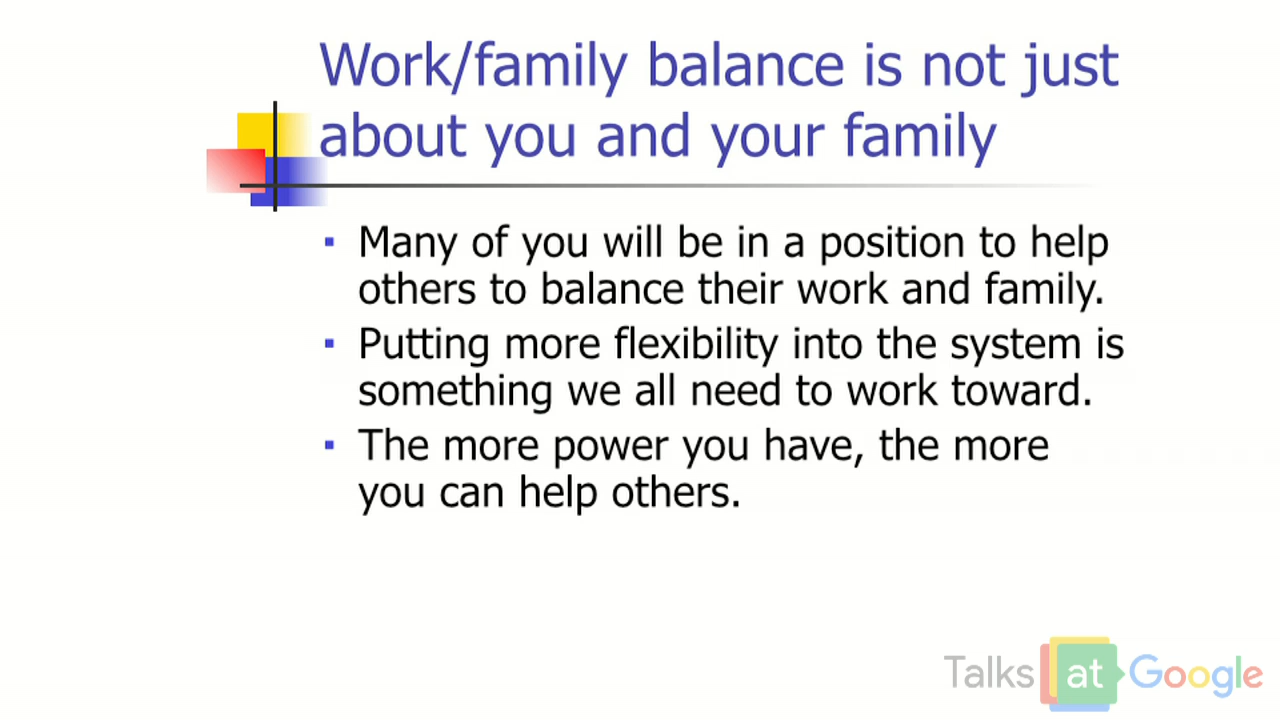 Work/family balance is not just
about you and your family
▪ Many of you will be in a position to help
others to balance their work and family.
▪ Putting more flexibility into the system is
something we all need to work toward.
▪ The more power you have, the more
you can help others.
Talks at Google